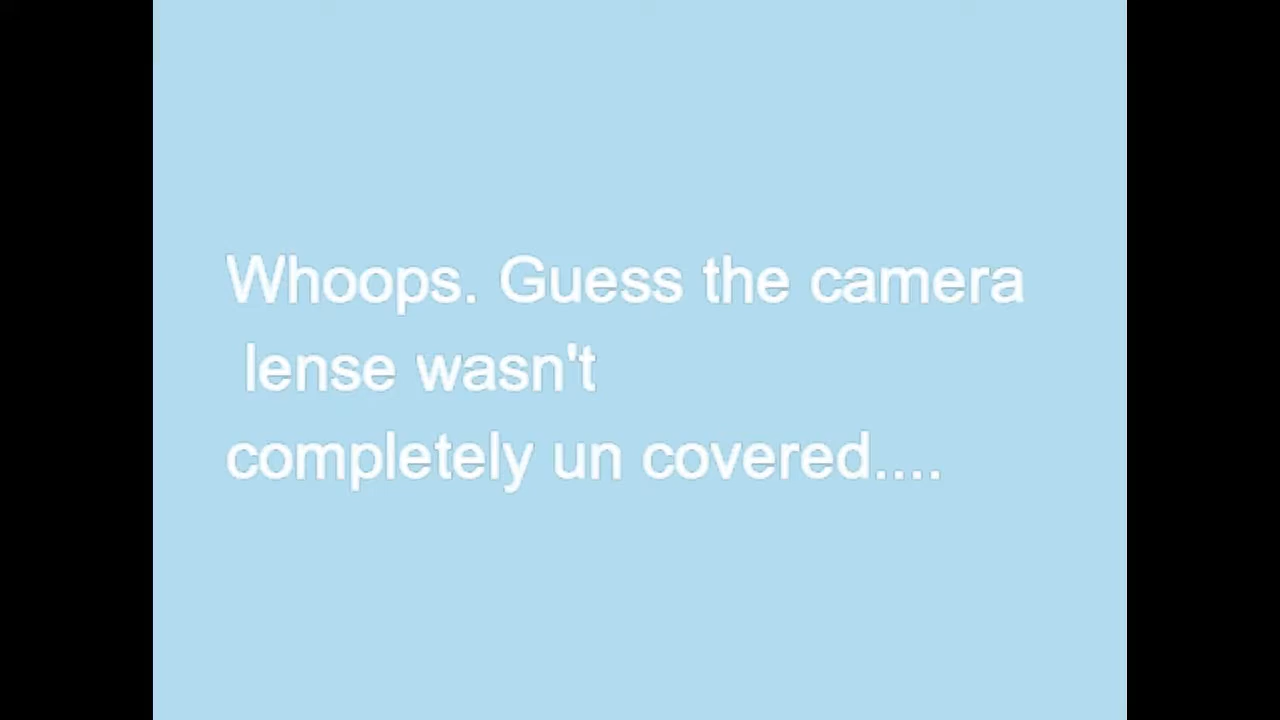 Whoops. Guess the camera
lense wasn't
completely un covered....